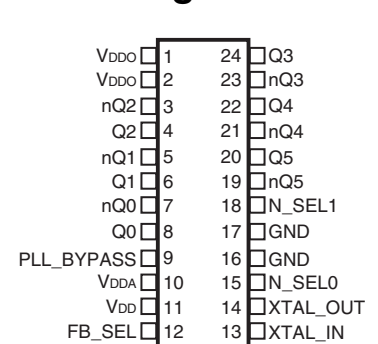 VDDO 1 24 Q3
VDDO 2 23 nQ3
nQ2 3 22 Q4
Q2 4 21 nQ4
nQ1 5 20 Q5
Q1 6 19 nQ5
nQ0 7 18 N_SEL1
Q0 8 17 GND
PLL_BYPASS 9 16 GND
VDDA 10 15 N_SEL0
VDD 11 14 XTAL_OUT
FB_SEL 12 13 XTAL_IN